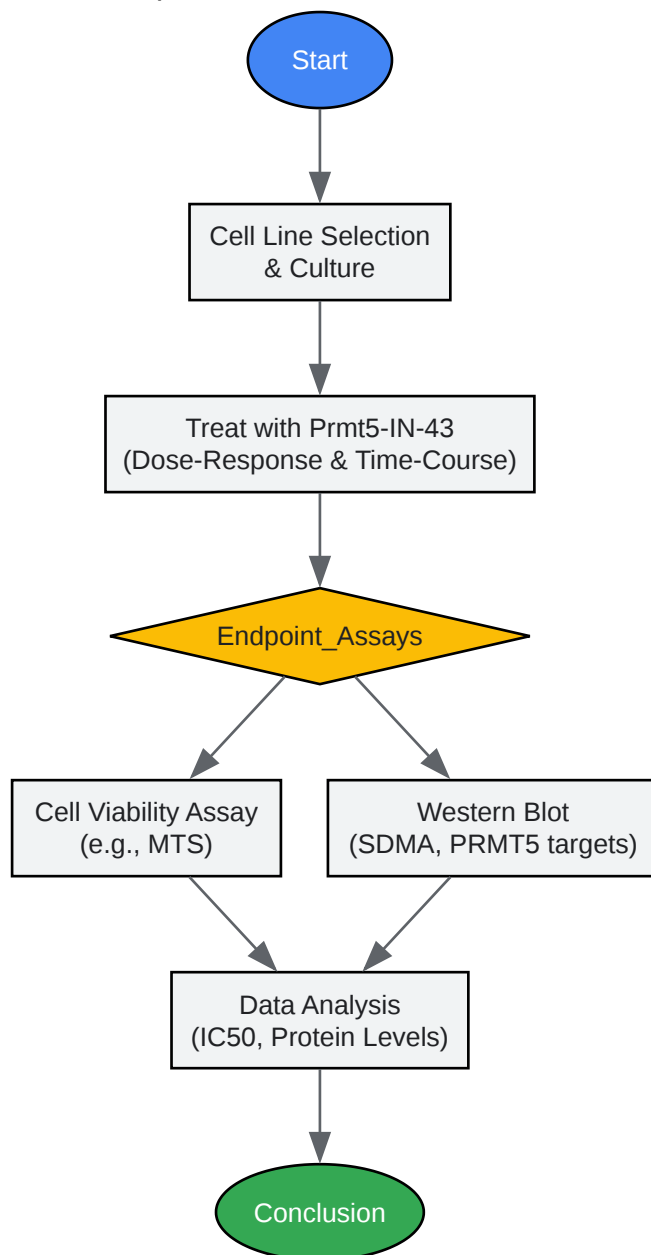 Start
Cell Line Selection
& Culture
Treat with Prmt5-IN-43
(Dose-Response & Time-Course)
Endpoint_Assays
Cell Viability Assay
(e.g., MTS)
Western Blot
(SDMA, PRMT5 targets)
Data Analysis
(IC50, Protein Levels)
Conclusion